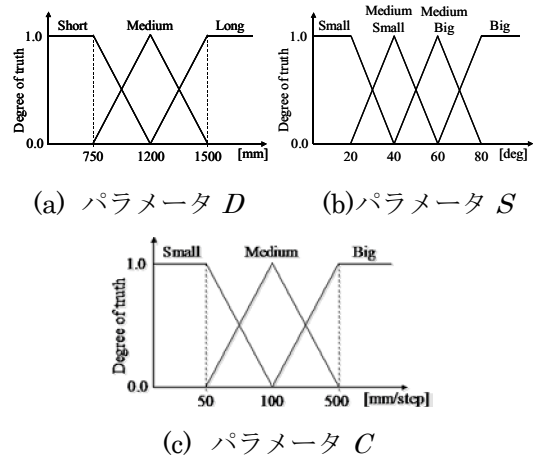 Short Medium Long
1.0
Degree of truth
0.0
750 1200 1500 [mm]
(a) パラメータ D
Small Medium Small Medium Big Big
1.0
Degree of truth
0.0
20 40 60 80 [deg]
(b)パラメータ S
Small Medium Big
1.0
Degree of truth
0.0
50 100 500 [mm/step]
(c) パラメータ C